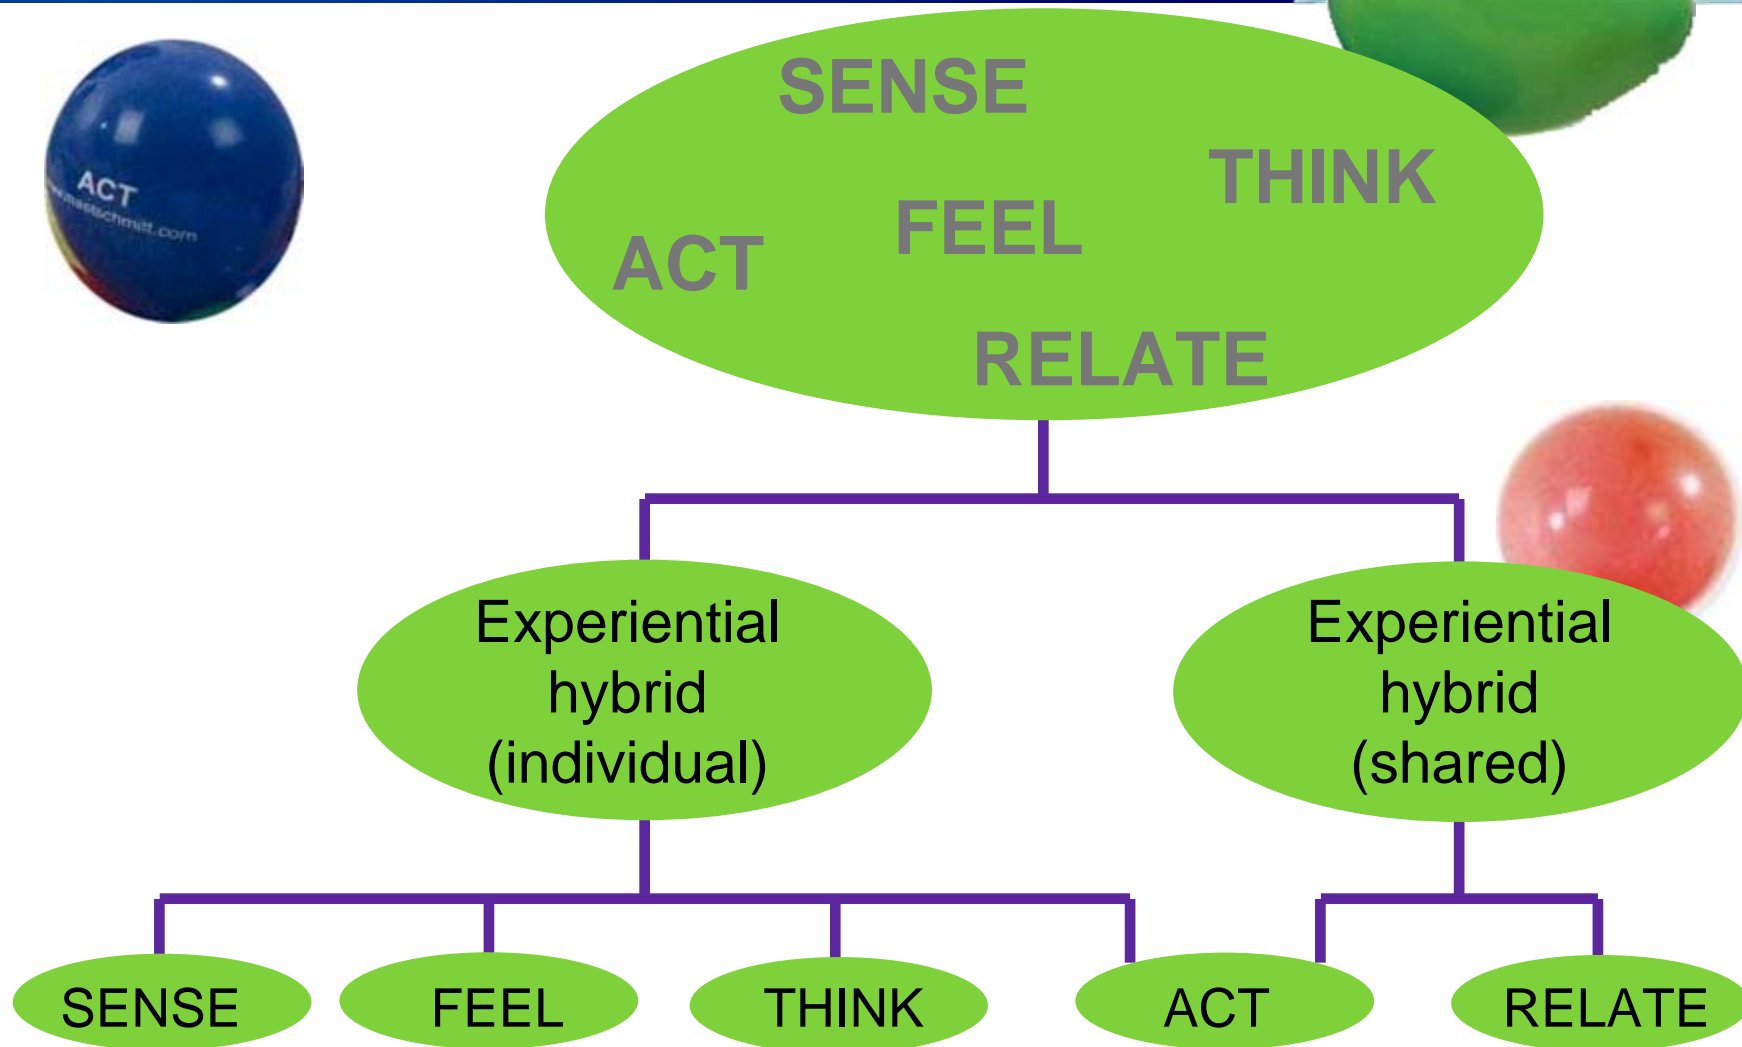 SENSE
THINK
FEEL
ACT
RELATE
ACT
Experiential
hybrid
(individual)
Experiential
hybrid
(shared)
SENSE
FEEL
THINK
ACT
RELATE